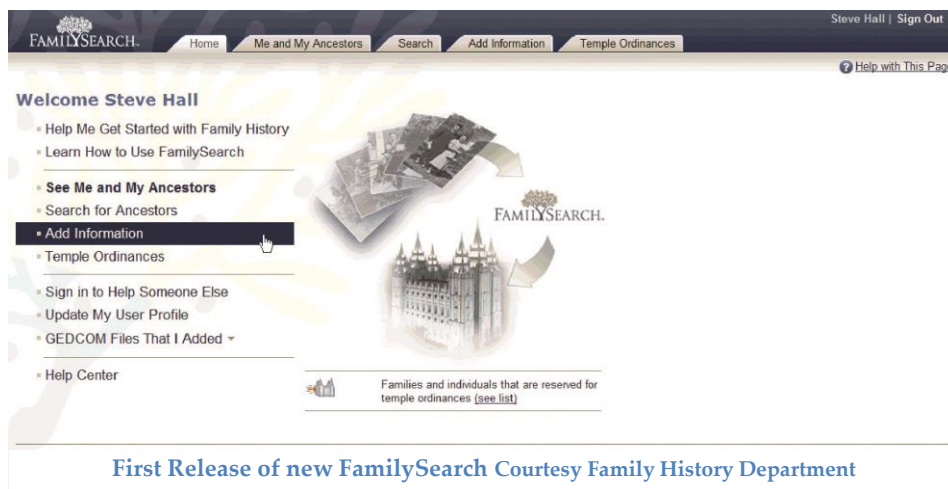 Steve Hall | Sign Out
FAMILYSEARCH.
Home
Me and My Ancestors
Search
Add Information
Temple Ordinances
Help with This Pag
Welcome Steve Hall
Help Me Get Started with Family History
Learn How to Use FamilySearch
See Me and My Ancestors
Search for Ancestors
Add Information
Temple Ordinances
Sign in to Help Someone Else
Update My User Profile
GEDCOM Files That I Added
Help Center
FAMILYSEARCH.
Families and individuals that are reserved for
temple ordinances (see list)
First Release of new FamilySearch Courtesy Family History Department